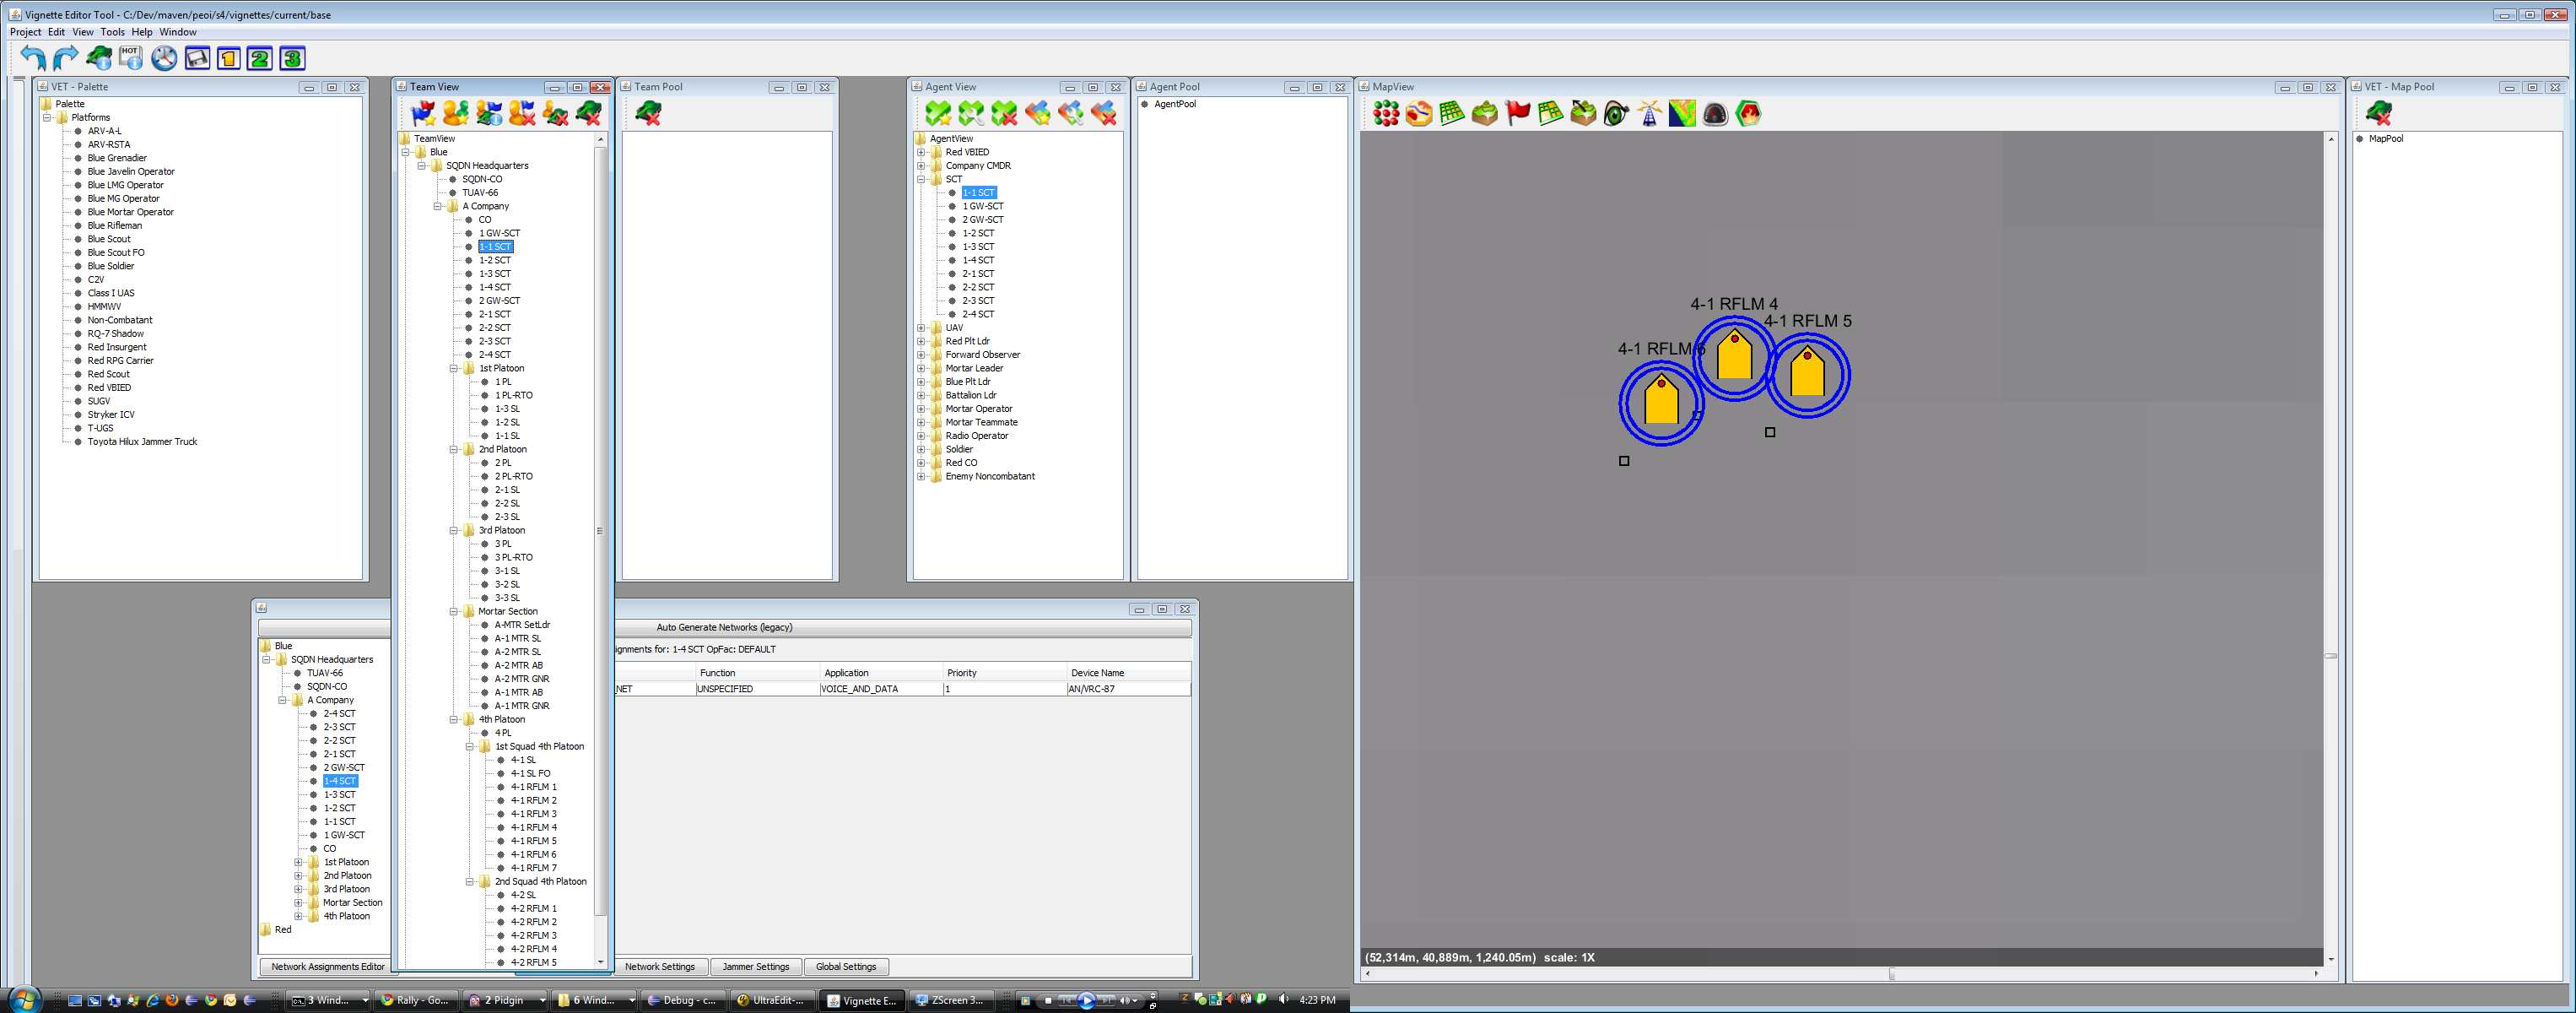 Vignette Editor Tool - C:/Dev/maven/peoi/s4/vignettes/current/base
Project Edit View Tools Help Window
HOT
1 2 3
VET - Palette
Palette
Platforms
ARV-A-L
ARV-RSTA
Blue Grenadier
Blue Javelin Operator
Blue LMG Operator
Blue MG Operator
Blue Mortar Operator
Blue Rifleman
Blue Scout
Blue Scout FO
Blue Soldier
C2V
Class I UAS
HMMWV
Non-Combatant
RQ-7 Shadow
Red Insurgent
Red RPG Carrier
Red Scout
Red VBIED
SUGV
Stryker ICV
T-UGS
Toyota Hilux Jammer Truck
Team View
TeamView
Blue
SQDN Headquarters
SQDN-CO
TUAV-66
A Company
CO
1 GW-SCT
1-1 SCT
1-2 SCT
1-3 SCT
1-4 SCT
2 GW-SCT
2-1 SCT
2-2 SCT
2-3 SCT
2-4 SCT
1st Platoon
1 PL
1 PL-RTO
1-3 SL
1-2 SL
1-1 SL
2nd Platoon
2 PL
2 PL-RTO
2-1 SL
2-2 SL
2-3 SL
3rd Platoon
3 PL
3 PL-RTO
3-1 SL
3-2 SL
3-3 SL
Mortar Section
A-MTR SetLdr
A-1 MTR SL
A-2 MTR SL
A-2 MTR AB
A-2 MTR GNR
A-1 MTR AB
A-1 MTR GNR
4th Platoon
4 PL
1st Squad 4th Platoon
4-1 SL
4-1 SL FO
4-1 RFLM 1
4-1 RFLM 2
4-1 RFLM 3
4-1 RFLM 4
4-1 RFLM 5
4-1 RFLM 6
4-1 RFLM 7
2nd Squad 4th Platoon
4-2 SL
4-2 RFLM 1
4-2 RFLM 2
4-2 RFLM 3
4-2 RFLM 4
4-2 RFLM 5
Team Pool
Agent View
AgentView
Red VBIED
Company CMDR
SCT
1-1 SCT
1 GW-SCT
2 GW-SCT
1-2 SCT
1-3 SCT
1-4 SCT
2-1 SCT
2-2 SCT
2-3 SCT
2-4 SCT
UAV
Red Plt Ldr
Forward Observer
Mortar Leader
Blue Plt Ldr
Battalion Ldr
Mortar Operator
Mortar Teammate
Radio Operator
Soldier
Red CO
Enemy Noncombatant
Agent Pool
AgentPool
MapView
4-1 RFLM 4
4-1 RFLM 5
4-1 RFLM 6
(52,314m, 40,889m, 1,240.05m) scale: 1X
VET - Map Pool
MapPool
Auto Generate Networks (legacy)
ignments for: 1-4 SCT OpFac: DEFAULT
Function Application Priority Device Name
_NET UNSPECIFIED VOICE_AND_DATA 1 AN/VRC-87
Blue
SQDN Headquarters
TUAV-66
SQDN-CO
A Company
2-4 SCT
2-3 SCT
2-2 SCT
2-1 SCT
2 GW-SCT
1-4 SCT
1-3 SCT
1-2 SCT
1-1 SCT
1 GW-SCT
CO
1st Platoon
2nd Platoon
3rd Platoon
Mortar Section
4th Platoon
Red
Network Assignments Editor Network Settings Jammer Settings Global Settings
3 Wind... Rally - Go... 2 Pidgin 6 Wind... Debug - c... UltraEdit-... Vignette E... ZScreen 3... 4:23 PM